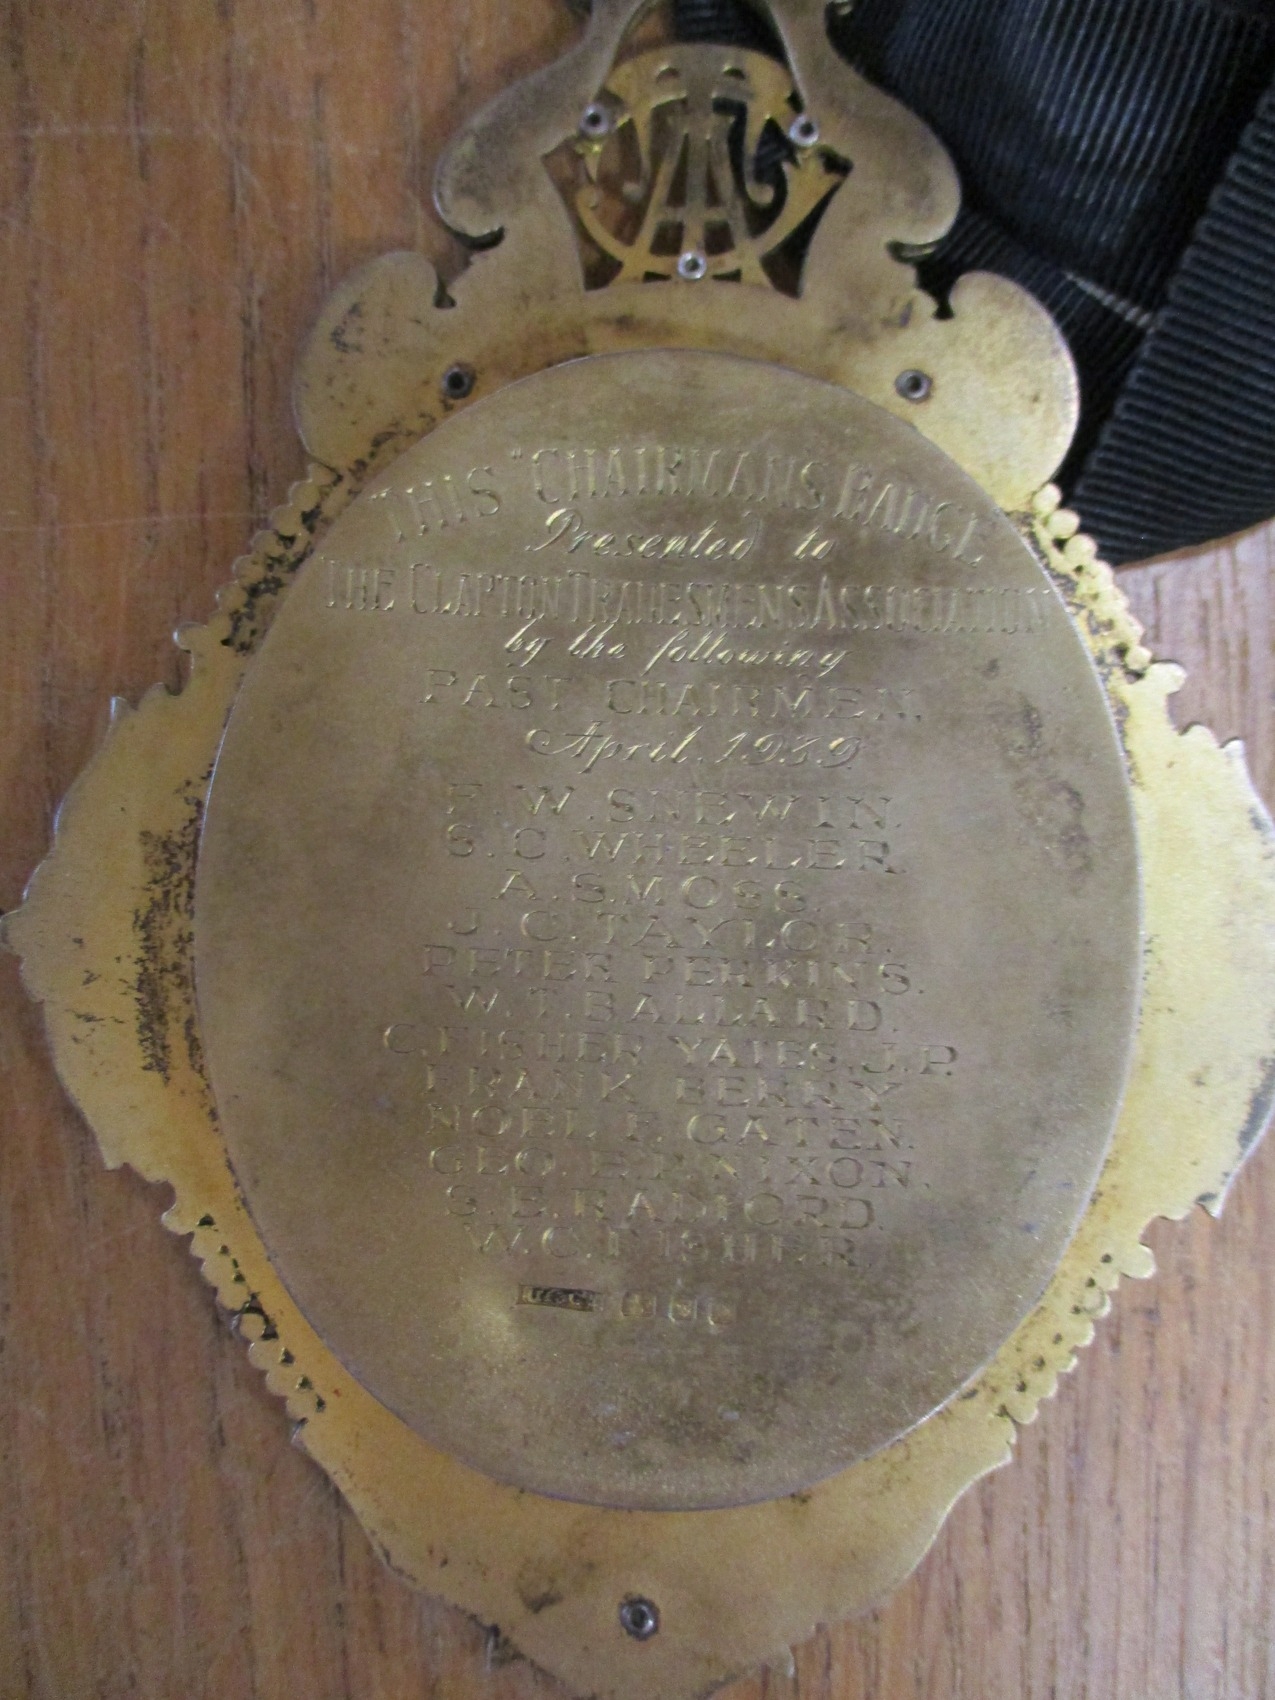 THIS "CHAIRMANS BADGE
Presented to
THE CLAPTON TRADESMEN'S ASSOCIATION
by the following
PAST CHAIRMEN.
April. 1939.
F. W. SNEWIN.
S. C. WHEELER.
A. S. MOSS.
J. C. TAYLOR.
PETER PERKINS.
W. T. BALLARD.
C. FISHER YATES. J. P.
FRANK BERRY
NOEL F. GATEN.
GEO. NIXON.
S. E. RADFORD.
W. C. FISHER.